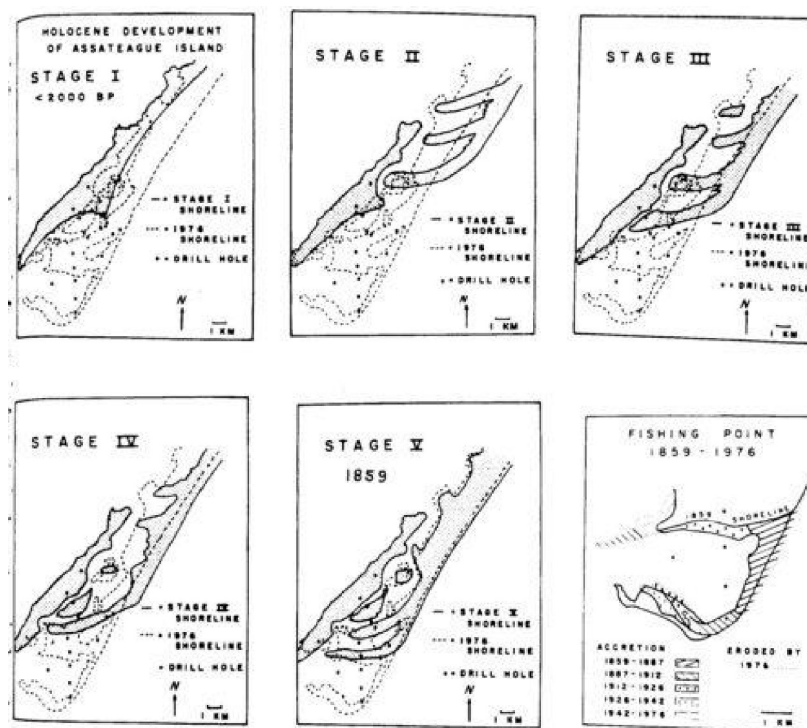 HOLOCENE DEVELOPMENT
OF ASSATEAGUE ISLAND
STAGE I
<2000 BP
STAGE I
SHORELINE
1976
SHORELINE
DRILL HOLE
N
1 KM
STAGE II
STAGE II
SHORELINE
1976
SHORELINE
DRILL HOLE
N
1 KM
STAGE III
STAGE III
SHORELINE
1976
SHORELINE
DRILL HOLE
N
1 KM
STAGE IV
STAGE IV
SHORELINE
1976
SHORELINE
DRILL HOLE
N
1 KM
STAGE V
1859
STAGE V
SHORELINE
1976
SHORELINE
DRILL HOLE
N
1 KM
FISHING POINT
1859-1976
1859 SHORELINE
ACCRETION
1859-1887
1887-1912
1912-1926
1926-1942
1942-1976
ERODED BY
1976
1 KM